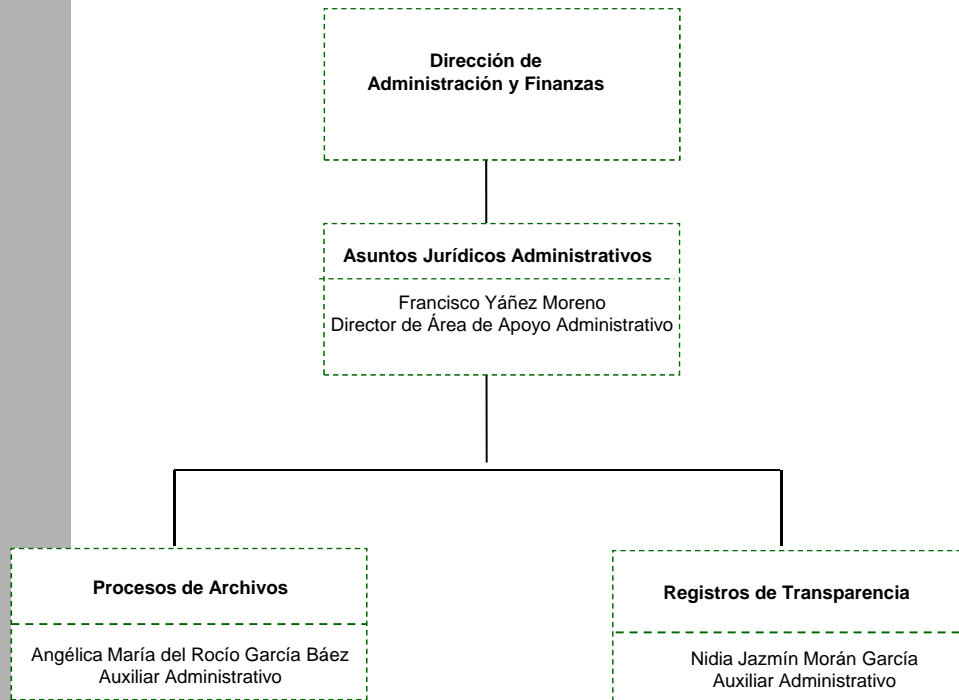 Dirección de
Administración y Finanzas
Asuntos Jurídicos Administrativos
Francisco Yáñez Moreno
Director de Área de Apoyo Administrativo
Procesos de Archivos
Angélica María del Rocío García Báez
Auxiliar Administrativo
Registros de Transparencia
Nidia Jazmín Morán García
Auxiliar Administrativo